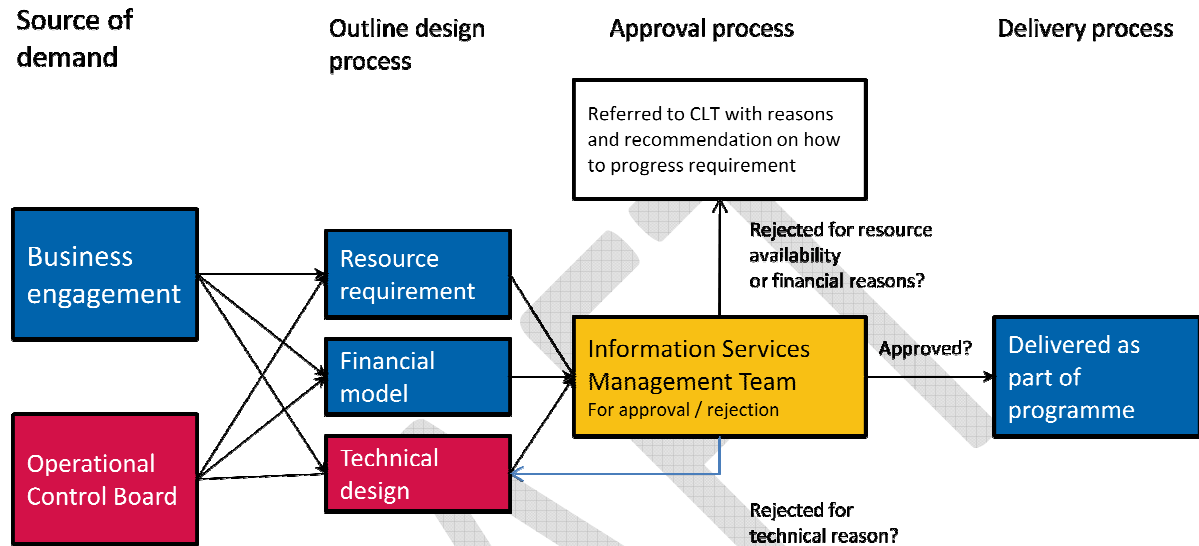 Source of
demand
Outline design
process
Approval process
Delivery process
Referred to CLT with reasons
and recommendation on how
to progress requirement
Business
engagement
Resource
requirement
Rejected for resource
availability
or financial reasons?
Financial
model
Information Services
Management Team
For approval / rejection
Approved?
Delivered as
part of
programme
Operational
Control Board
Technical
design
Rejected for
technical reason?